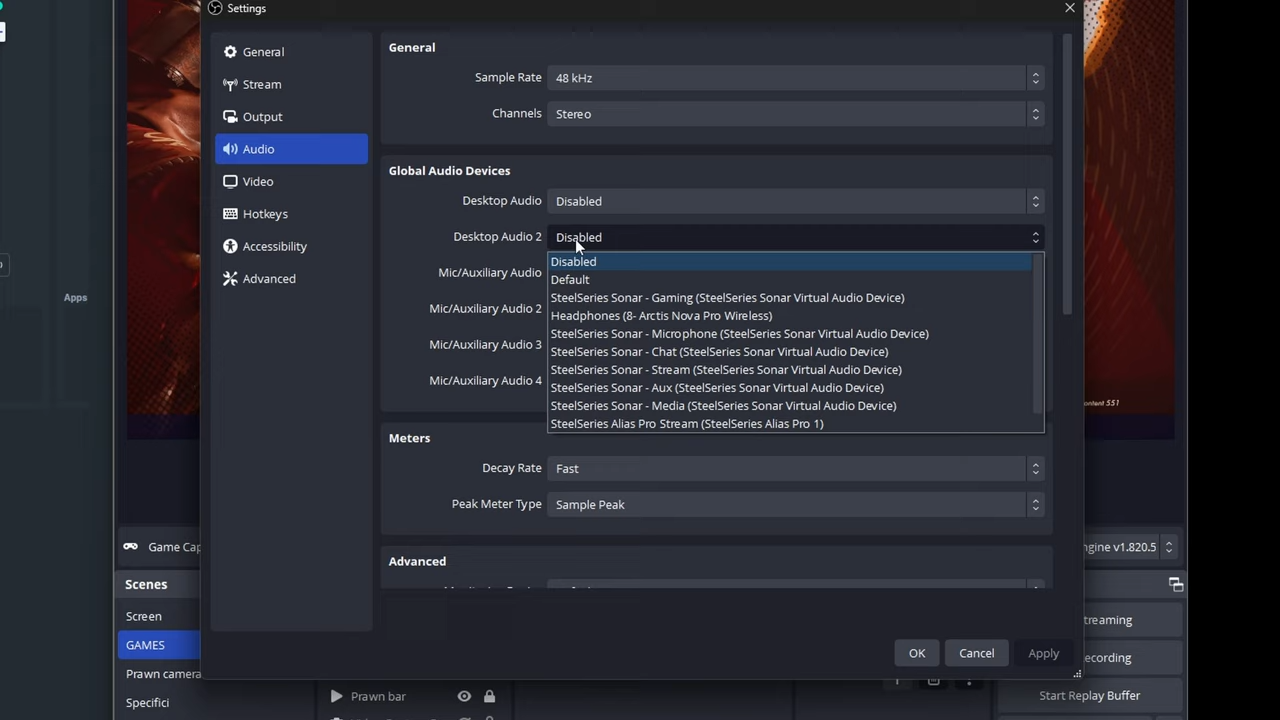 Settings
General
Stream
Output
Audio
Video
Hotkeys
Accessibility
Advanced
General
Sample Rate 48 kHz
Channels Stereo
Global Audio Devices
Desktop Audio Disabled
Desktop Audio 2 Disabled
Mic/Auxiliary Audio
Mic/Auxiliary Audio 2
Mic/Auxiliary Audio 3
Mic/Auxiliary Audio 4
Disabled
Default
SteelSeries Sonar - Gaming (SteelSeries Sonar Virtual Audio Device)
Headphones (8- Arctis Nova Pro Wireless)
SteelSeries Sonar - Microphone (SteelSeries Sonar Virtual Audio Device)
SteelSeries Sonar - Chat (SteelSeries Sonar Virtual Audio Device)
SteelSeries Sonar - Stream (SteelSeries Sonar Virtual Audio Device)
SteelSeries Sonar - Aux (SteelSeries Sonar Virtual Audio Device)
SteelSeries Sonar - Media (SteelSeries Sonar Virtual Audio Device)
SteelSeries Alias Pro Stream (SteelSeries Alias Pro 1)
Meters
Decay Rate Fast
Peak Meter Type Sample Peak
Advanced
OK Cancel Apply
Apps
ontent 551
Game Cap
ngine v1.820.5
Scenes
Screen
GAMES
Prawn camera
Specifici
Prawn bar
treaming
ecording
Start Replay Buffer